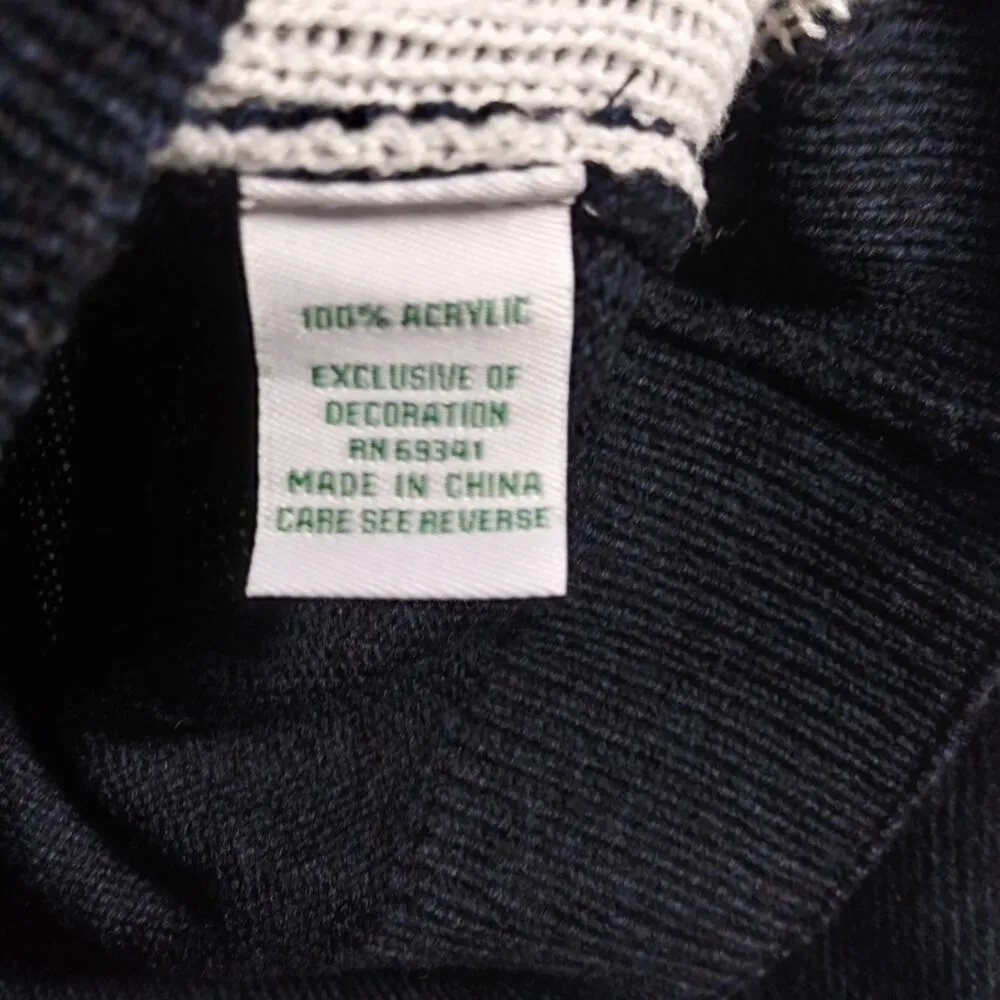 100% ACRYLIC
EXCLUSIVE OF
DECORATION
RN 69341
MADE IN CHINA
CARE SEE REVERSE